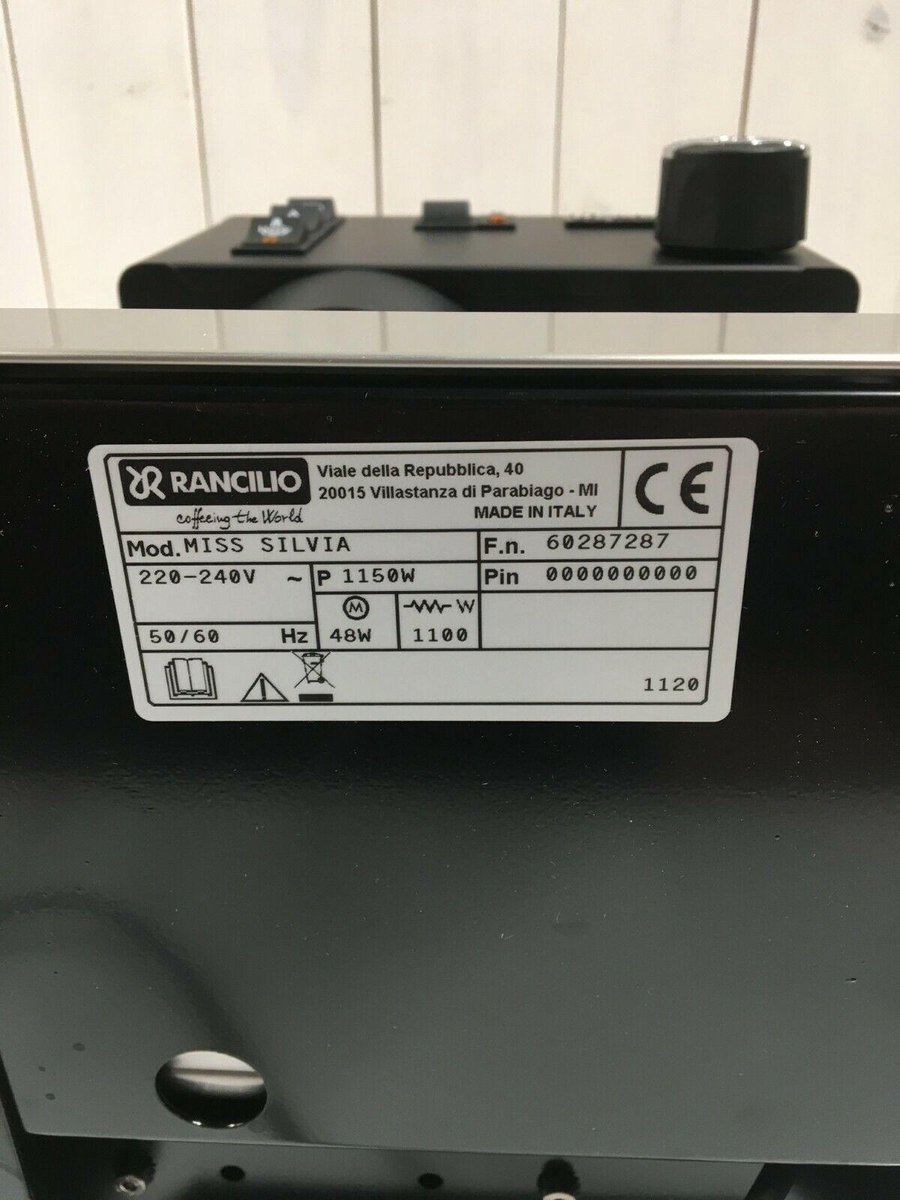 RANCILIO
coffeeing the World
Viale della Repubblica, 40
20015 Villastanza di Parabiago - MI
MADE IN ITALY
CE
Mod. MISS SILVIA
F.n. 60287287
220-240V ~
P 1150W
Pin 0000000000
M
W
50/60 Hz
48W
1100
1120